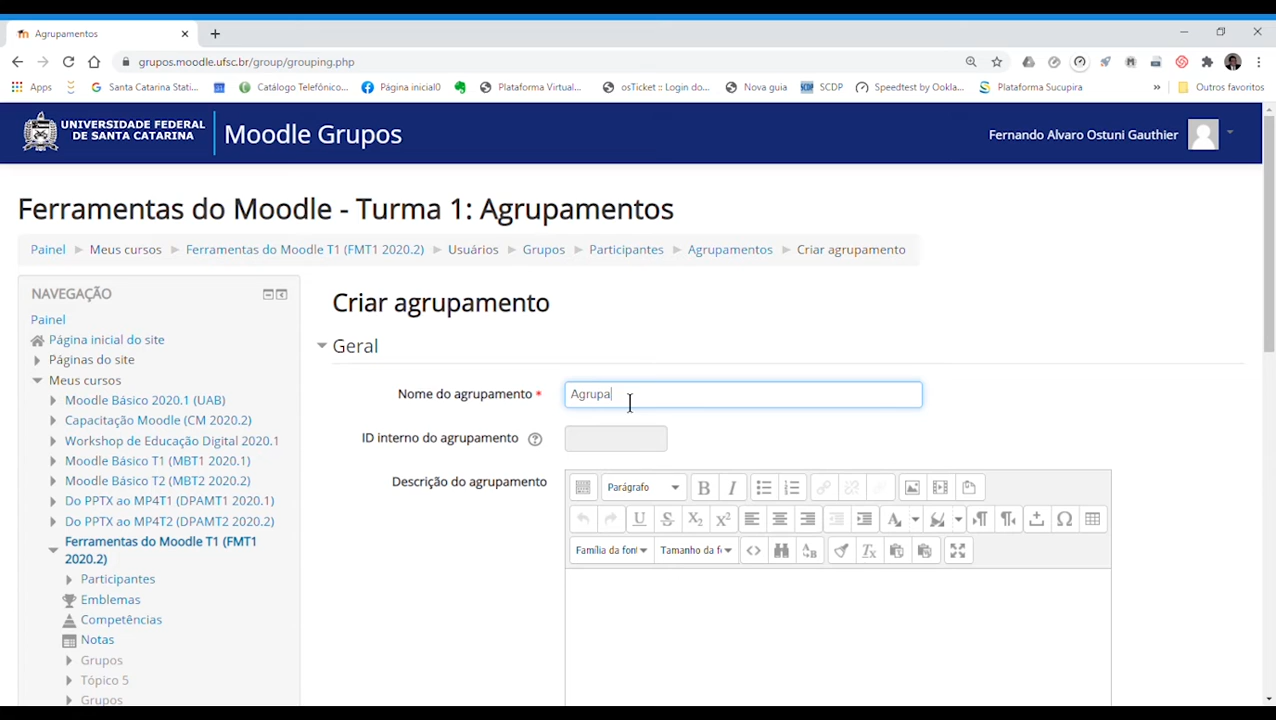 Agrupamentos
grupos.moodle.ufsc.br/group/grouping.php
Apps
Santa Catarina Stati...
Catálogo Telefônico...
Página inicial0
Plataforma Virtual...
osTicket :: Login do...
Nova guia
SCDP
Speedtest by Ookla...
Plataforma Sucupira
»
Outros favoritos
UNIVERSIDADE FEDERAL
DE SANTA CATARINA
Moodle Grupos
Fernando Alvaro Ostuni Gauthier
Ferramentas do Moodle - Turma 1: Agrupamentos
Painel Meus cursos Ferramentas do Moodle T1 (FMT1 2020.2) Usuários Grupos Participantes Agrupamentos Criar agrupamento
NAVEGAÇÃO
Painel
Página inicial do site
Páginas do site
Meus cursos
Moodle Básico 2020.1 (UAB)
Capacitação Moodle (CM 2020.2)
Workshop de Educação Digital 2020.1
Moodle Básico T1 (MBT1 2020.1)
Moodle Básico T2 (MBT2 2020.2)
Do PPTX ao MP4T1 (DPAMT1 2020.1)
Do PPTX ao MP4T2 (DPAMT2 2020.2)
Ferramentas do Moodle T1 (FMT1
2020.2)
Participantes
Emblemas
Competências
Notas
Grupos
Tópico 5
Grupos
Criar agrupamento
Geral
Nome do agrupamento *
Agrupa
ID interno do agrupamento ?
Descrição do agrupamento
Parágrafo
Família da font
Tamanho da f